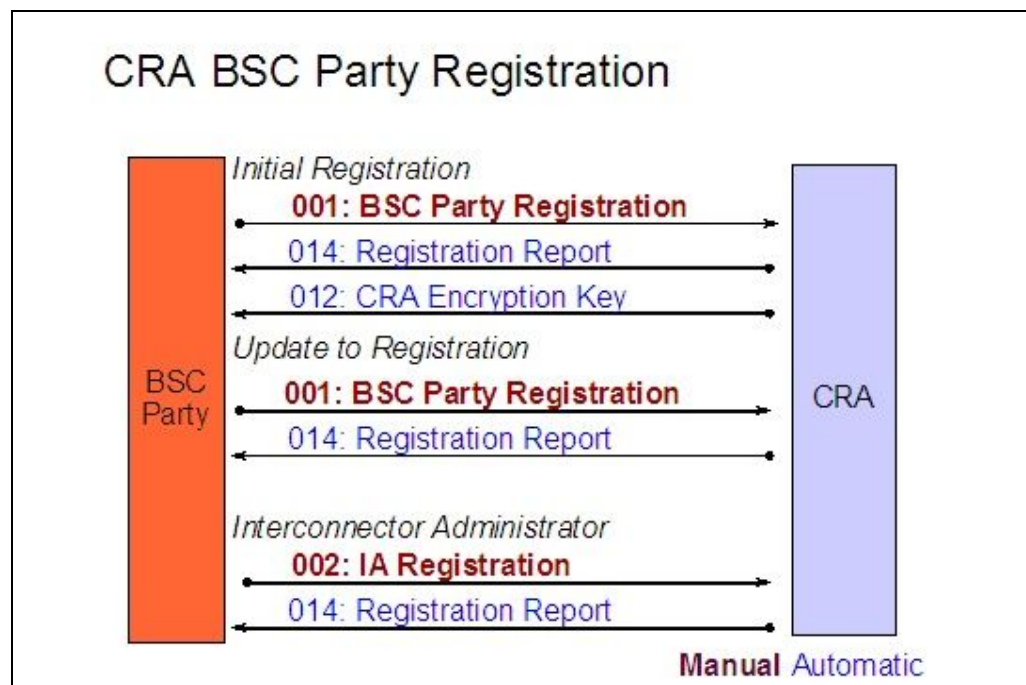 CRA BSC Party Registration
Initial Registration
001: BSC Party Registration
014: Registration Report
012: CRA Encryption Key
Update to Registration
BSC
Party
001: BSC Party Registration
CRA
014: Registration Report
Interconnector Administrator
002: IA Registration
014: Registration Report
Manual Automatic